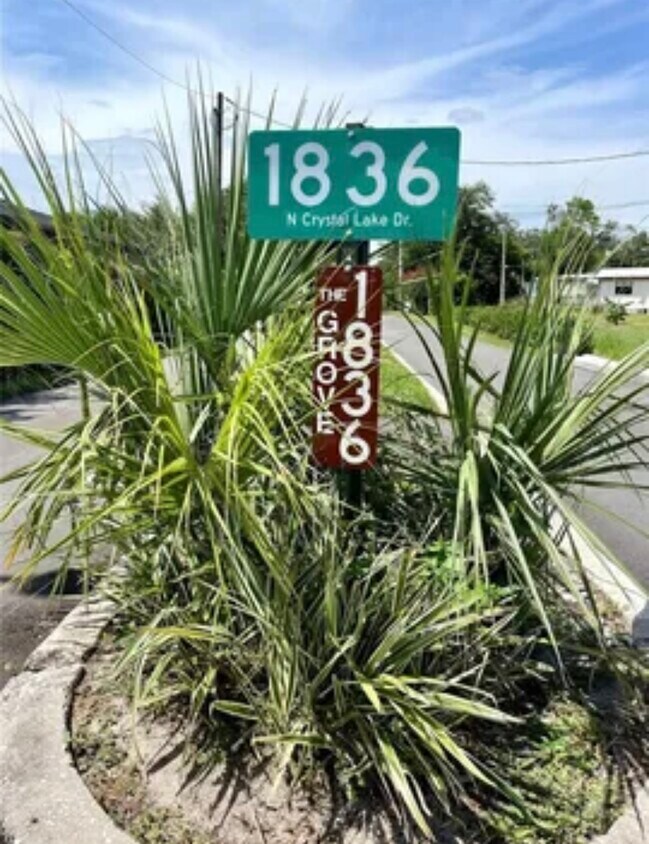 1836
N Crystal Lake Dr.
THE GROVE
1836